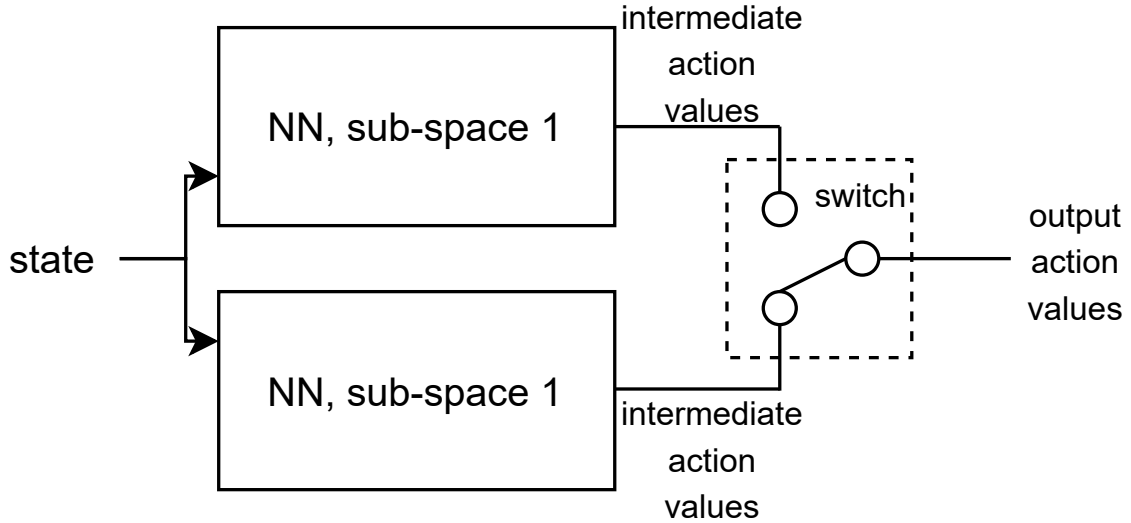 intermediate
action
values
NN, sub-space 1
switch
state
output
action
values
NN, sub-space 1
intermediate
action
values